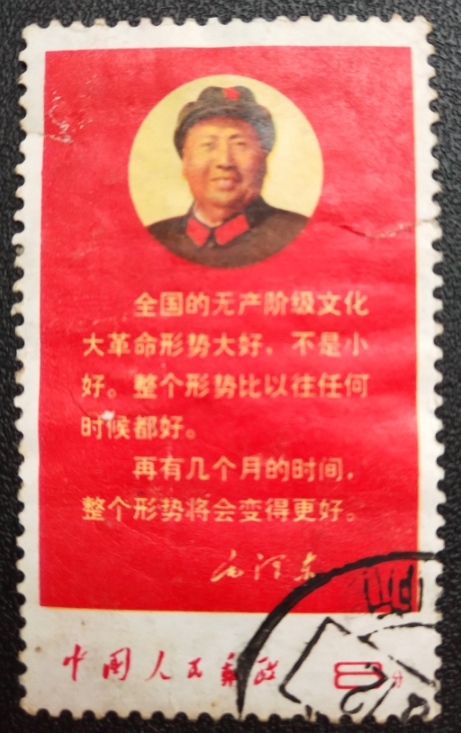 全国的无产阶级文化
大革命形势大好，不是小
好。整个形势比以往任何
时候都好。
再有几个月的时间，
整个形势将会变得更好。
毛泽东
中国人民邮政 8分